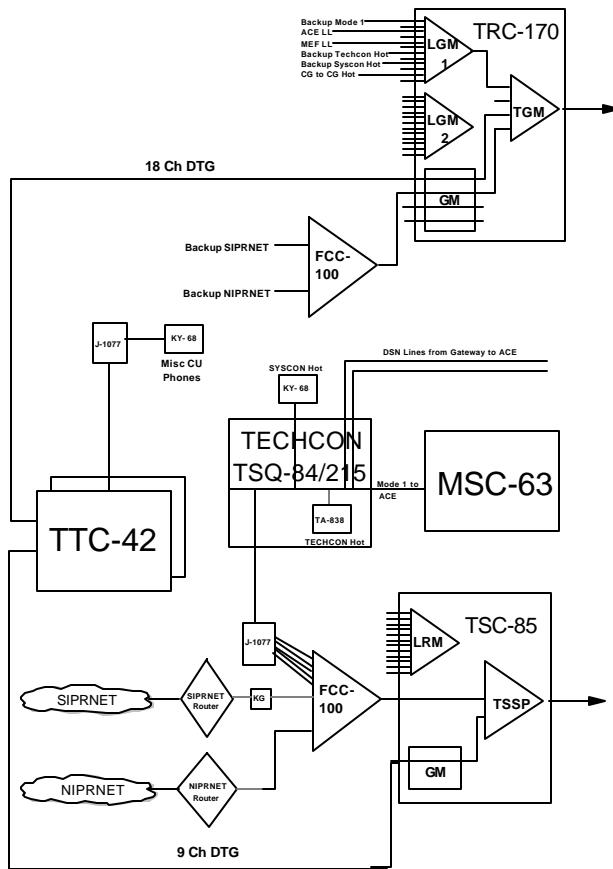 TRC-170
Backup Mode 1
ACE LL
MEF LL
Backup Techcon Hot
Backup Syscon Hot
CG to CG Hot
LGM
1
TGM
LGM
2
18 Ch DTG
GM
Backup SIPRNET
FCC-
100
Backup NIPRNET
J-1077
KY- 68
Misc CU
Phones
DSN Lines from Gateway to ACE
SYSCON Hot
KY- 68
TECHCON
TSQ-84/215
Mode 1 to
ACE
MSC-63
TA-838
TECHCON Hot
TTC-42
J-1077
TSC-85
LRM
FCC-
100
TSSP
SIPRNET
SIPRNET
Router
KG
GM
NIPRNET
NIPRNET
Router
9 Ch DTG